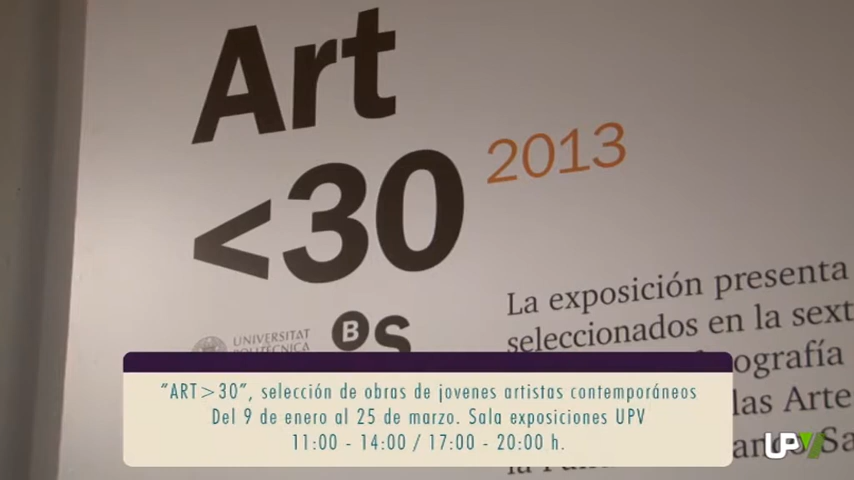 Art
<30
2013
UNIVERSITAT
POLITÈCNICA
B S
La exposición presenta
seleccionados en la sext
ografía
las Arte
"ART>30", selección de obras de jovenes artistas contemporáneos
Del 9 de enero al 25 de marzo. Sala exposiciones UPV
11:00 - 14:00 / 17:00 - 20:00 h.
UPV